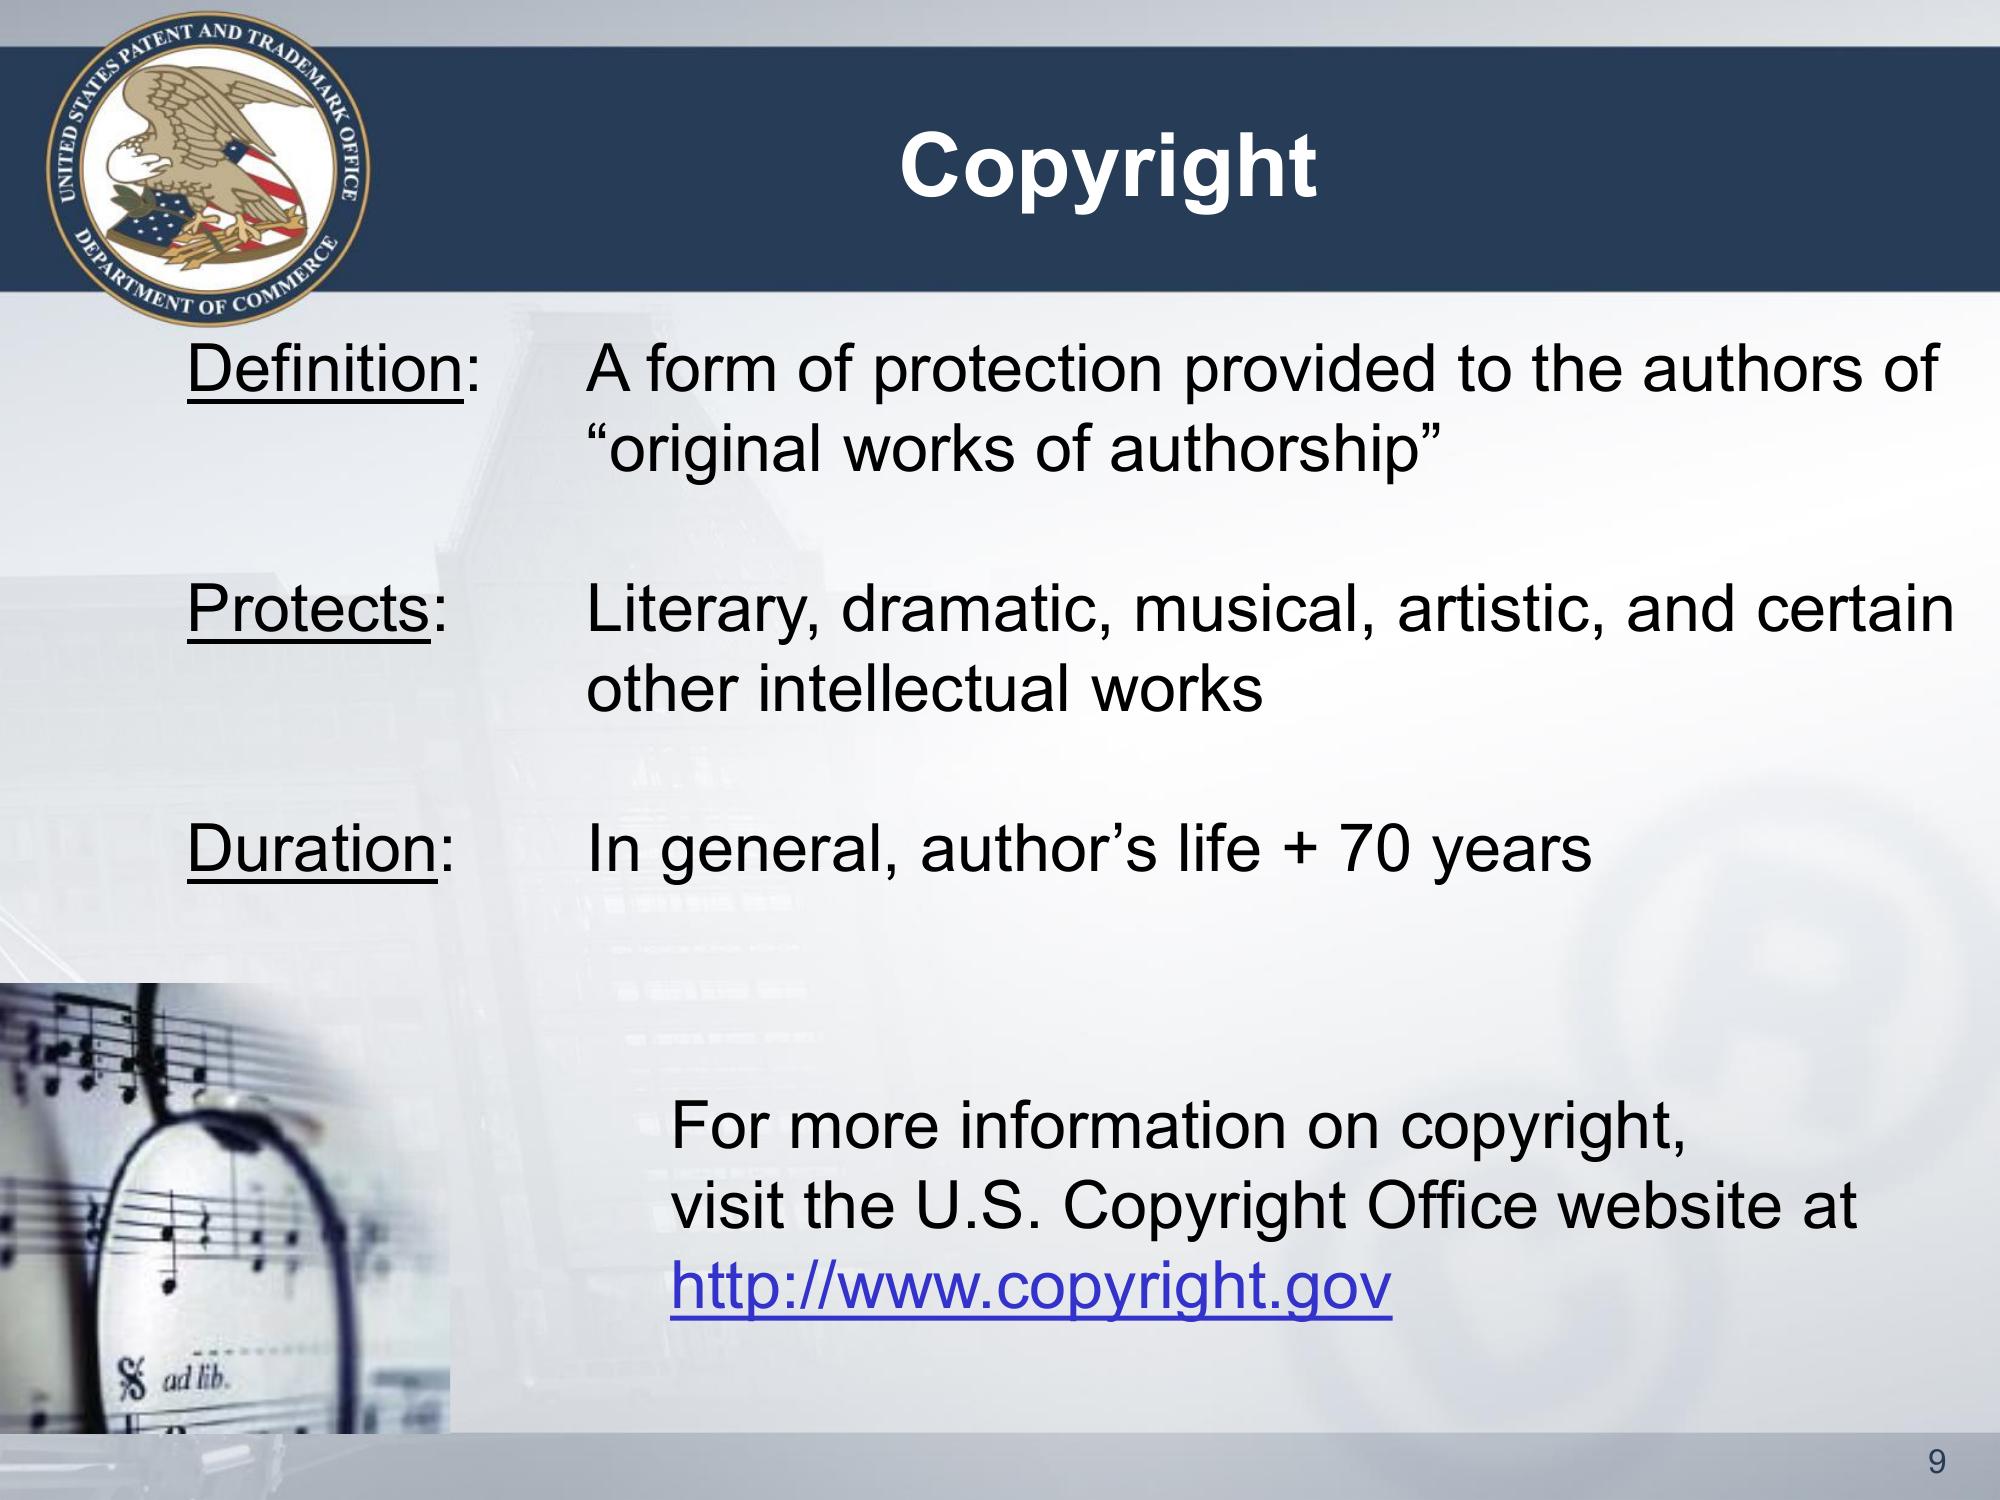 UNITED STATES PATENT AND TRADEMARK OFFICE
DEPARTMENT OF COMMERCE
Copyright
Definition: A form of protection provided to the authors of
“original works of authorship”
Protects: Literary, dramatic, musical, artistic, and certain
other intellectual works
Duration: In general, author’s life + 70 years
For more information on copyright,
visit the U.S. Copyright Office website at
http://www.copyright.gov
ad lib.
9